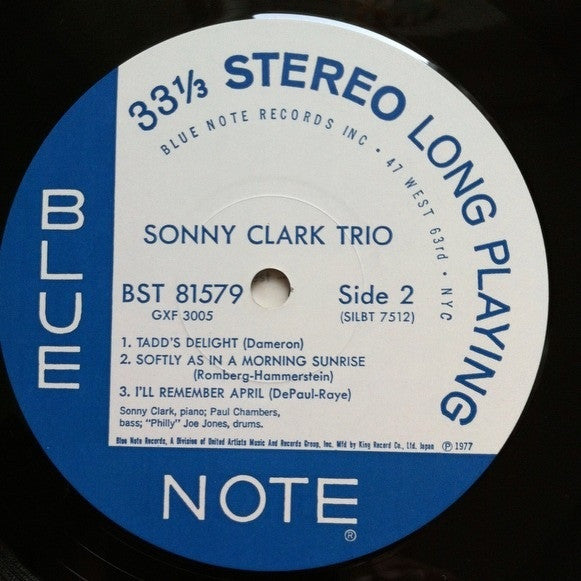 33⅓ STEREO LONG PLAYING
BLUE NOTE RECORDS INC • 47 WEST 63rd • NYC
SONNY CLARK TRIO
BST 81579 Side 2
GXF 3005 (SILBT 7512)
1. TADD'S DELIGHT (Dameron)
2. SOFTLY AS IN A MORNING SUNRISE
(Romberg-Hammerstein)
3. I'LL REMEMBER APRIL (DePaul-Raye)
Sonny Clark, piano; Paul Chambers,
bass; "Philly" Joe Jones, drums.
Blue Note Records, A Division of United Artists Music And Records Group, Inc. Mfd by King Record Co., Ltd. Japan ℗ 1977
BLUE
NOTE®